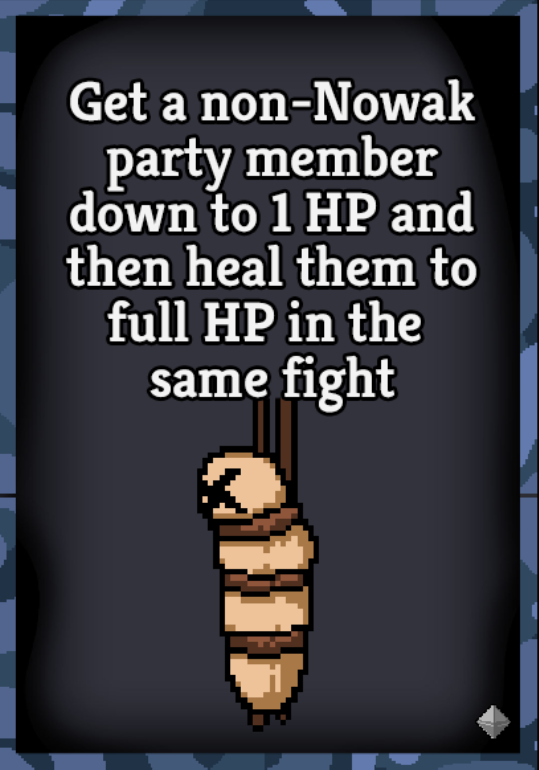 Get a non-Nowak
party member
down to 1 HP and
then heal them to
full HP in the
same fight